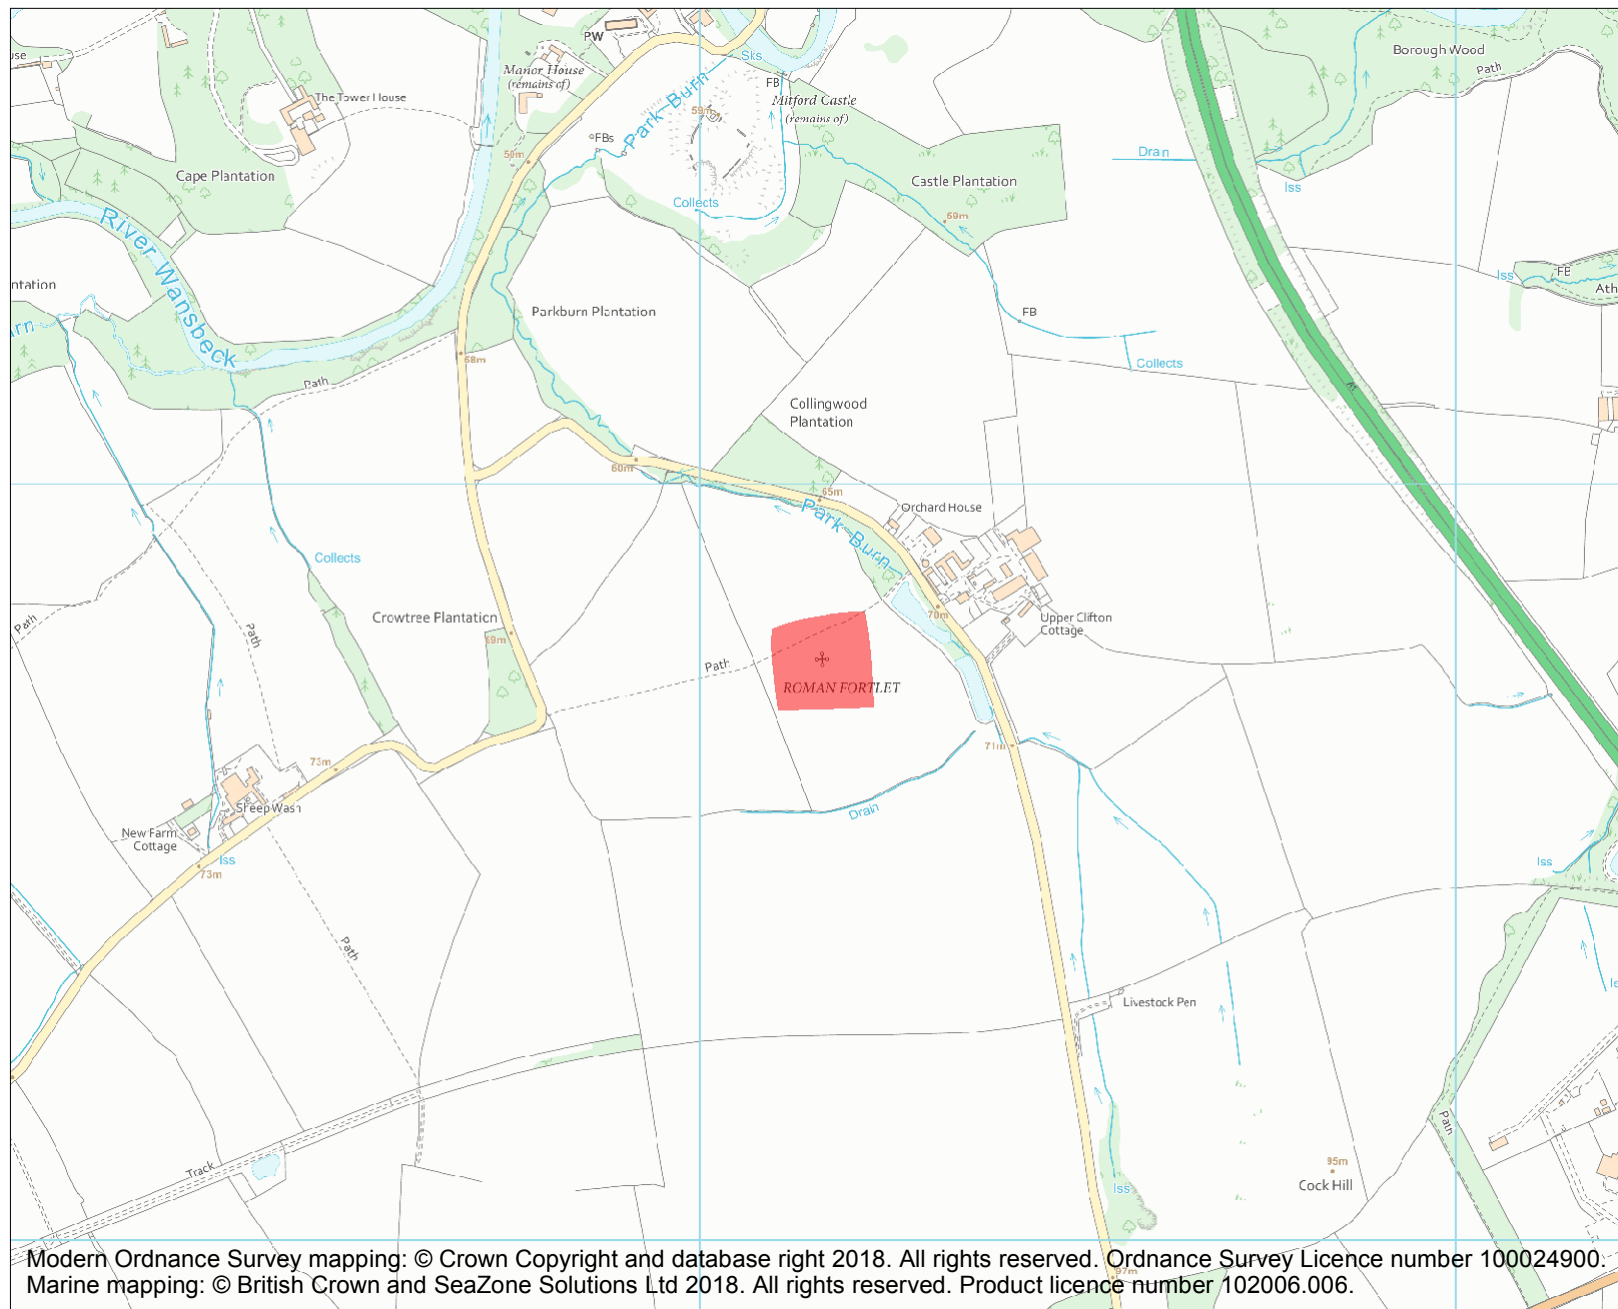 PW
Sks
Borough Wood
Path
use
Manor House
(remains of)
FB
Mitford Castle
(remains of)
The Tower House
59m
Park Burn
FBs
50m
Drain
Cape Plantation
Castle Plantation
Iss
Collects
69m
River Wansbeck
Iss
FB
Ath
ntation
Parkburn Plantation
FB
rn
68m
Collects
Path
A1
Collingwood
Plantation
60m
65m
Park Burn
Orchard House
Collects
Crowtree Plantation
70m
Upper Clifton
Cottage
Path
Path
69m
Path
ROMAN FORTLET
71m
73m
Sheep Wash
Drain
New Farm
Cottage
Iss
73m
Iss
Path
Livestock Pen
Path
95m
Cock Hill
Track
Iss
97m
Modern Ordnance Survey mapping: © Crown Copyright and database right 2018. All rights reserved. Ordnance Survey Licence number 100024900.
Marine mapping: © British Crown and SeaZone Solutions Ltd 2018. All rights reserved. Product licence number 102006.006.